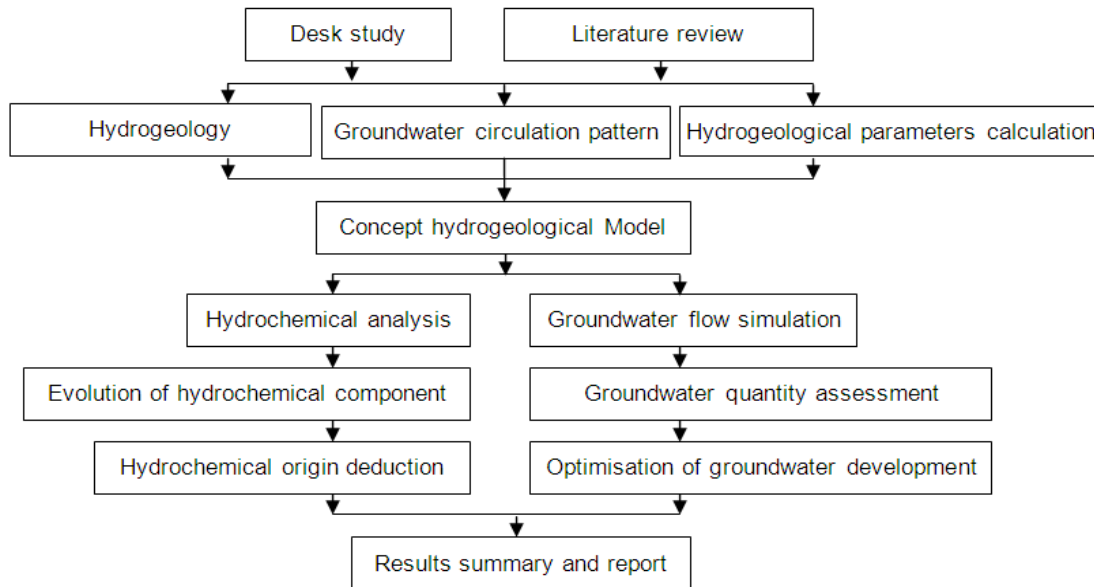 Desk study
Literature review
Hydrogeology
Groundwater circulation pattern
Hydrogeological parameters calculation
Concept hydrogeological Model
Hydrochemical analysis
Groundwater flow simulation
Evolution of hydrochemical component
Groundwater quantity assessment
Hydrochemical origin deduction
Optimisation of groundwater development
Results summary and report